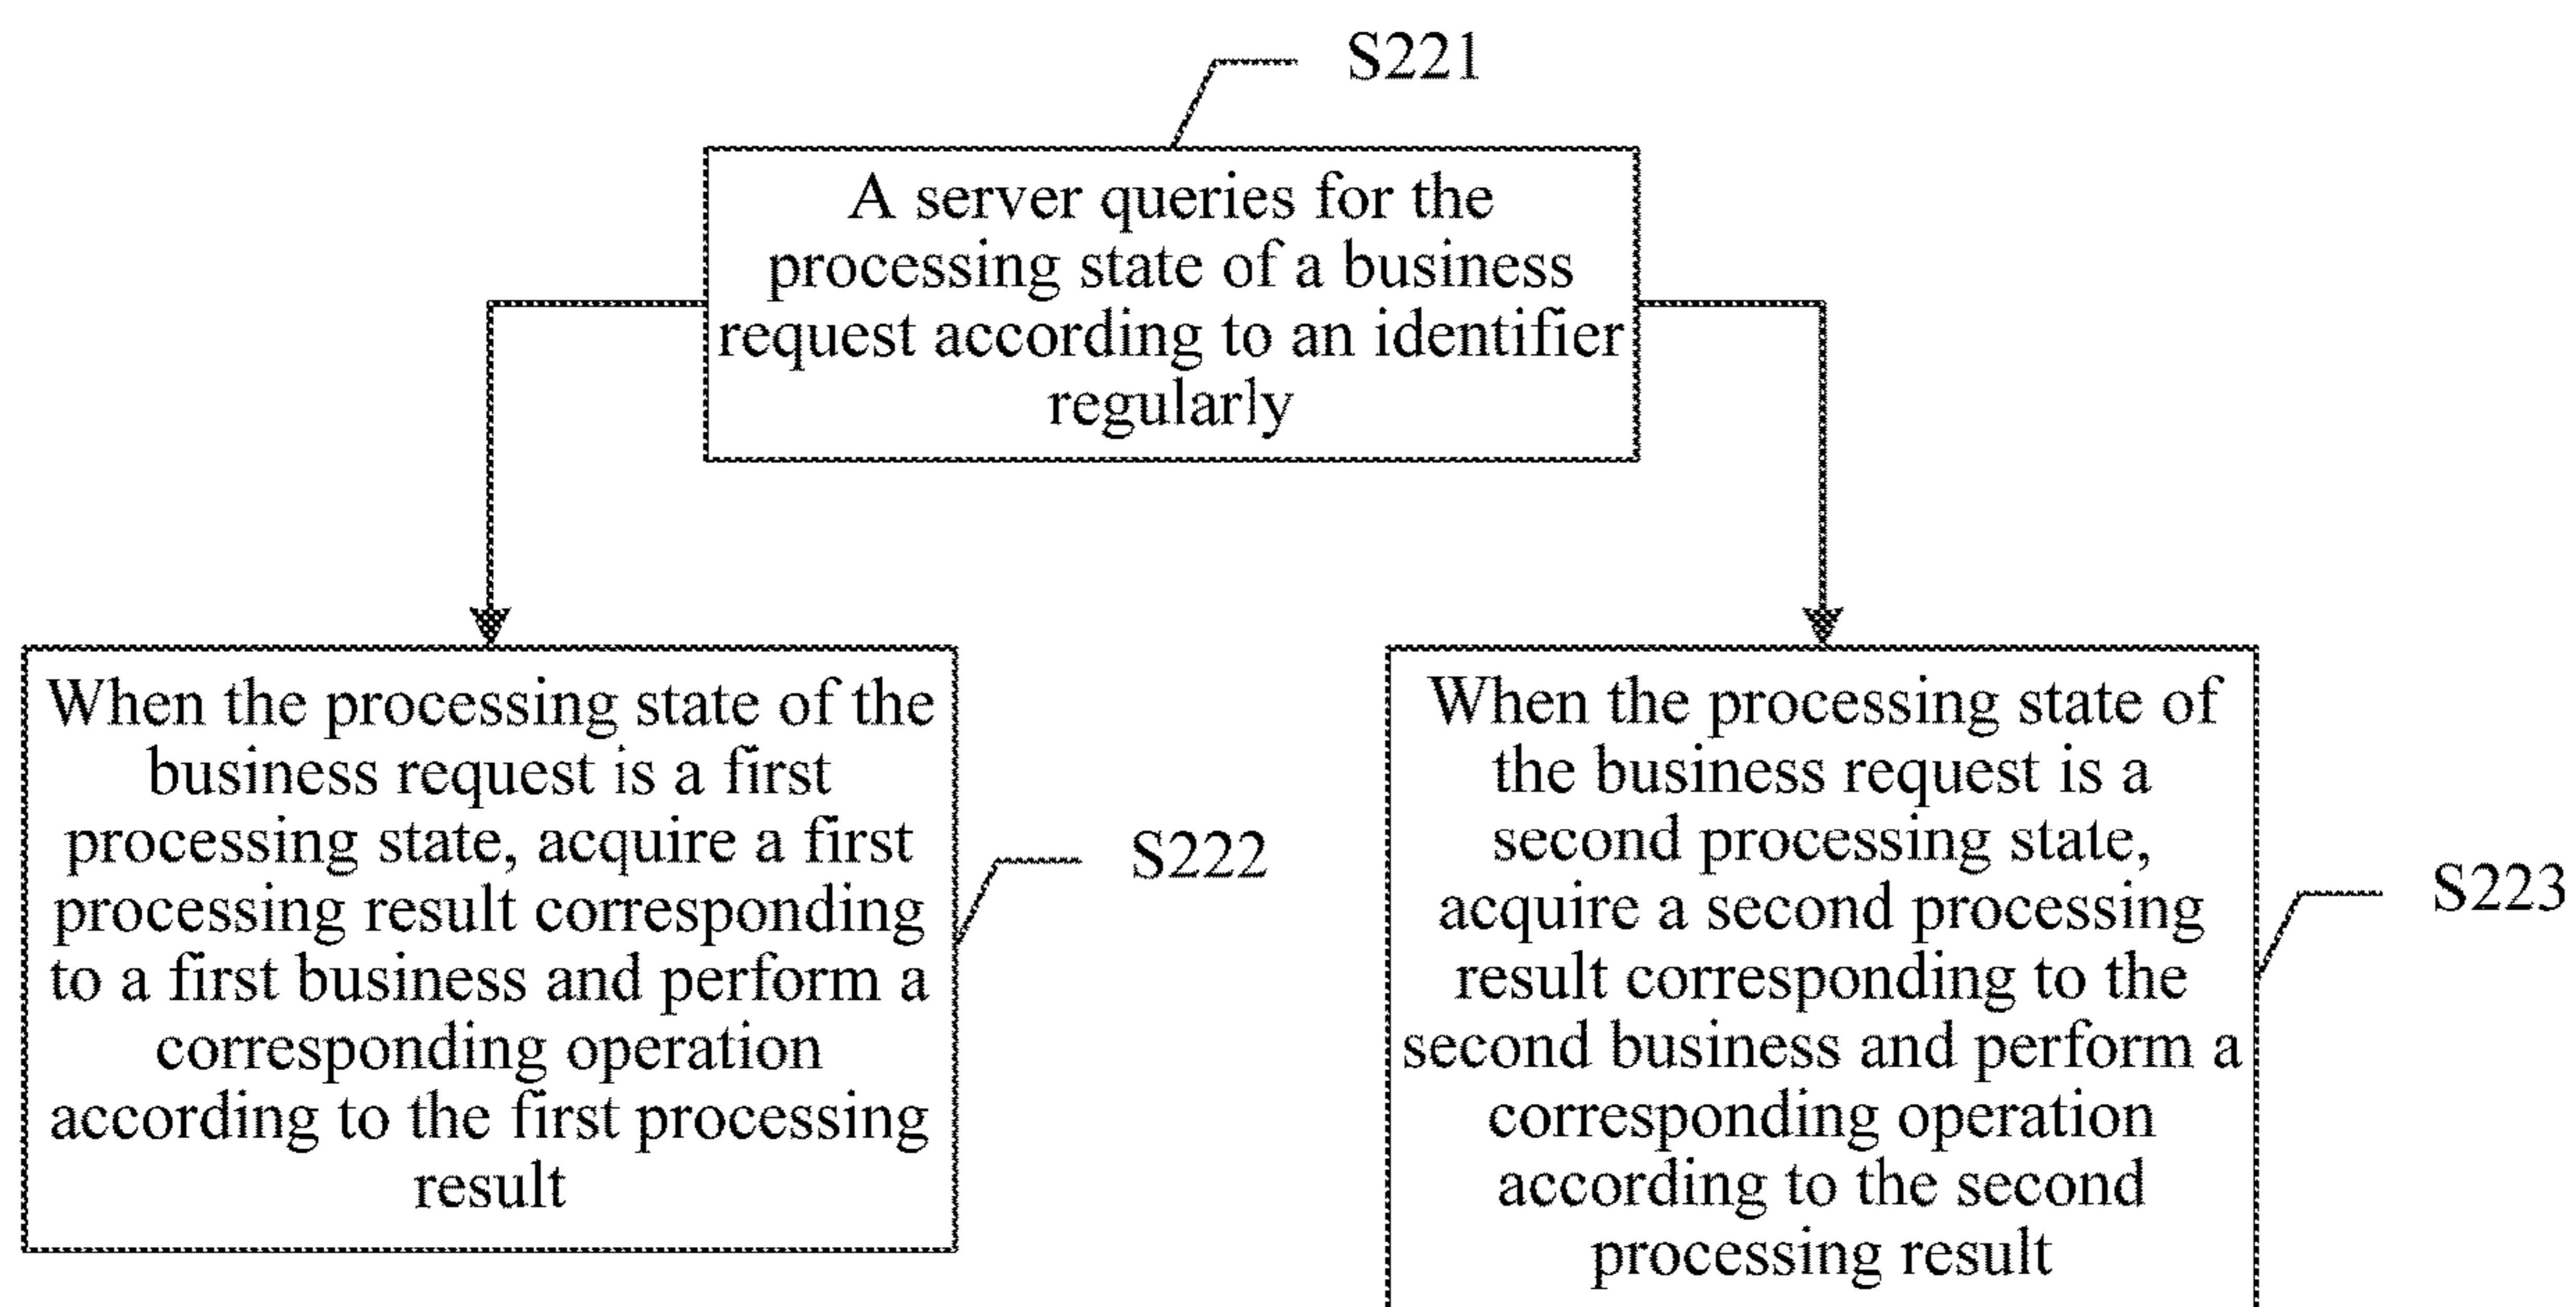 S221
A server queries for the
processing state of a business
request according to an identifier
regularly
When the processing state of the
business request is a first
processing state, acquire a first
processing result corresponding
to a first business and perform a
corresponding operation
according to the first processing
result
S222
When the processing state of
the business request is a
second processing state,
acquire a second processing
result corresponding to the
second business and perform a
corresponding operation
according to the second
processing result
S223